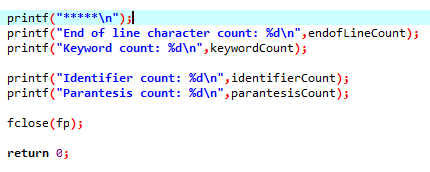 printf("*****\n");
printf("End of line character count: %d\n",endofLineCount);
printf("Keyword count: %d\n",keywordCount);
printf("Identifier count: %d\n",identifierCount);
printf("Parantesis count: %d\n",parantesisCount);
fclose(fp);
return 0;